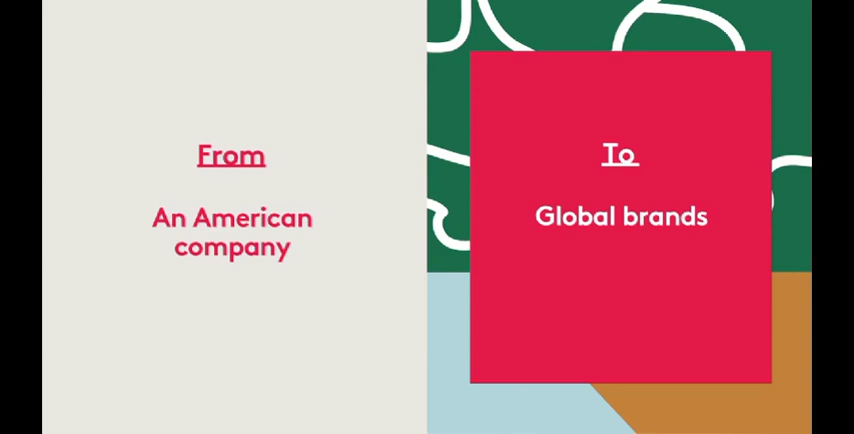 From
An American
company
To
Global brands